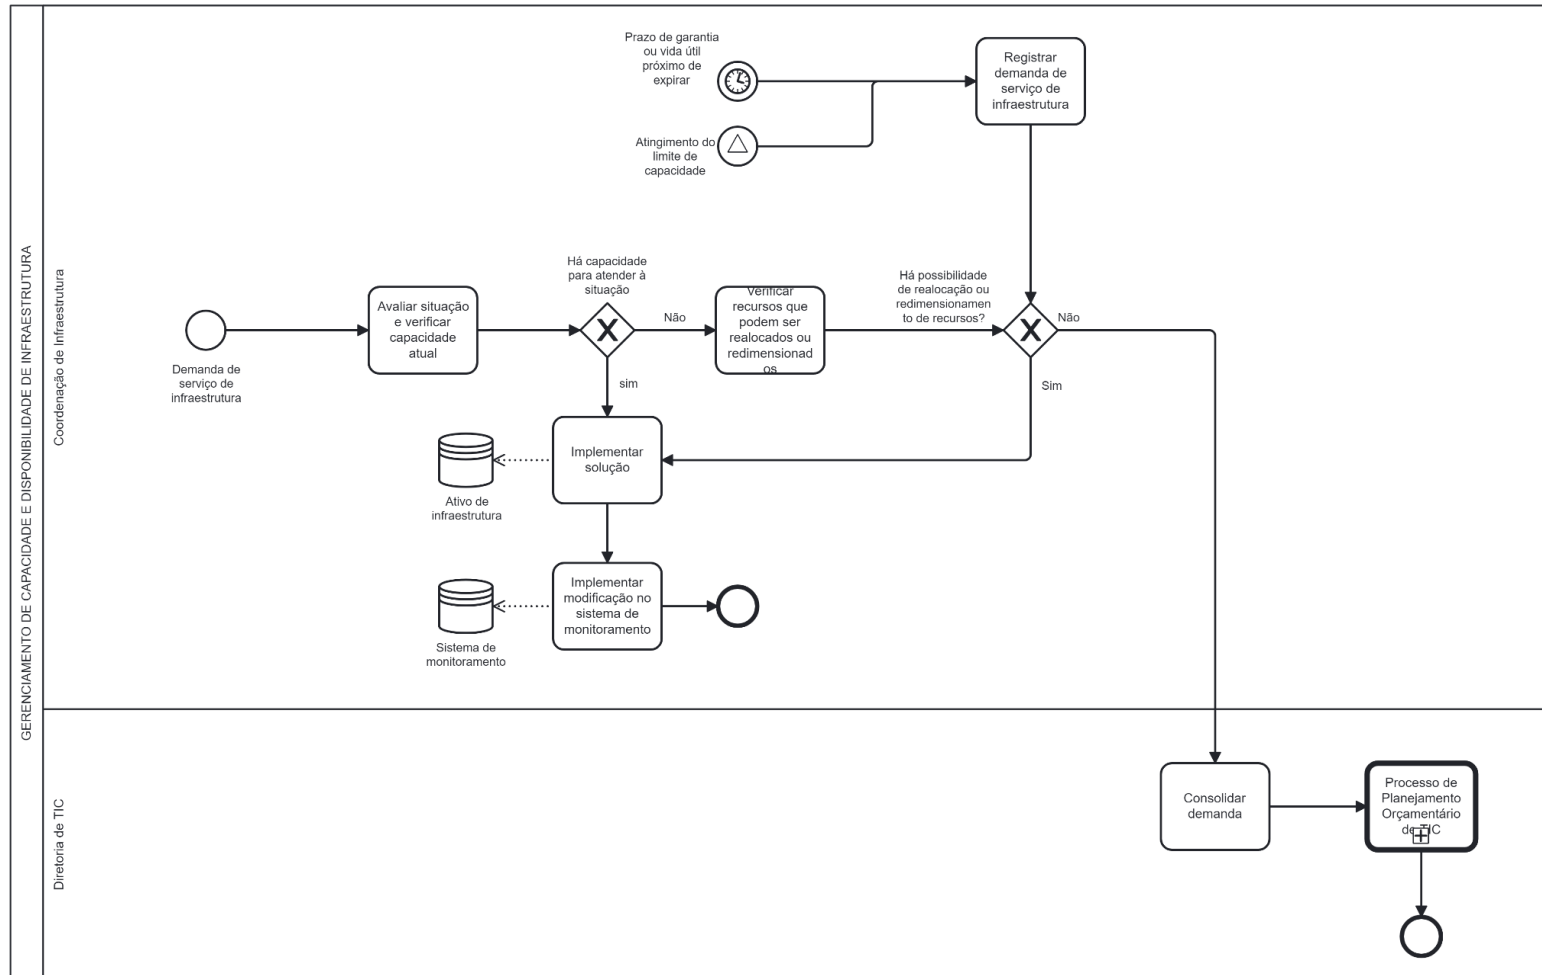 GERENCIAMENTO DE CAPACIDADE E DISPONIBILIDADE DE INFRAESTRUTURA
Coordenação de Infraestrutura
Prazo de garantia
ou vida útil
próximo de
expirar
Atingimento do
limite de
capacidade
Registrar
demanda de
serviço de
infraestrutura
Demanda de
serviço de
infraestrutura
Avaliar situação
e verificar
capacidade
atual
Há capacidade
para atender à
situação
Não
sim
Verificar
recursos que
podem ser
realocados ou
redimensionad
os
Há possibilidade
de realocação ou
redimensionamen
to de recursos?
Não
Sim
Implementar
solução
Ativo de
infraestrutura
Implementar
modificação no
sistema de
monitoramento
Sistema de
monitoramento
Diretoria de TIC
Consolidar
demanda
Processo de
Planejamento
Orçamentário
de TIC